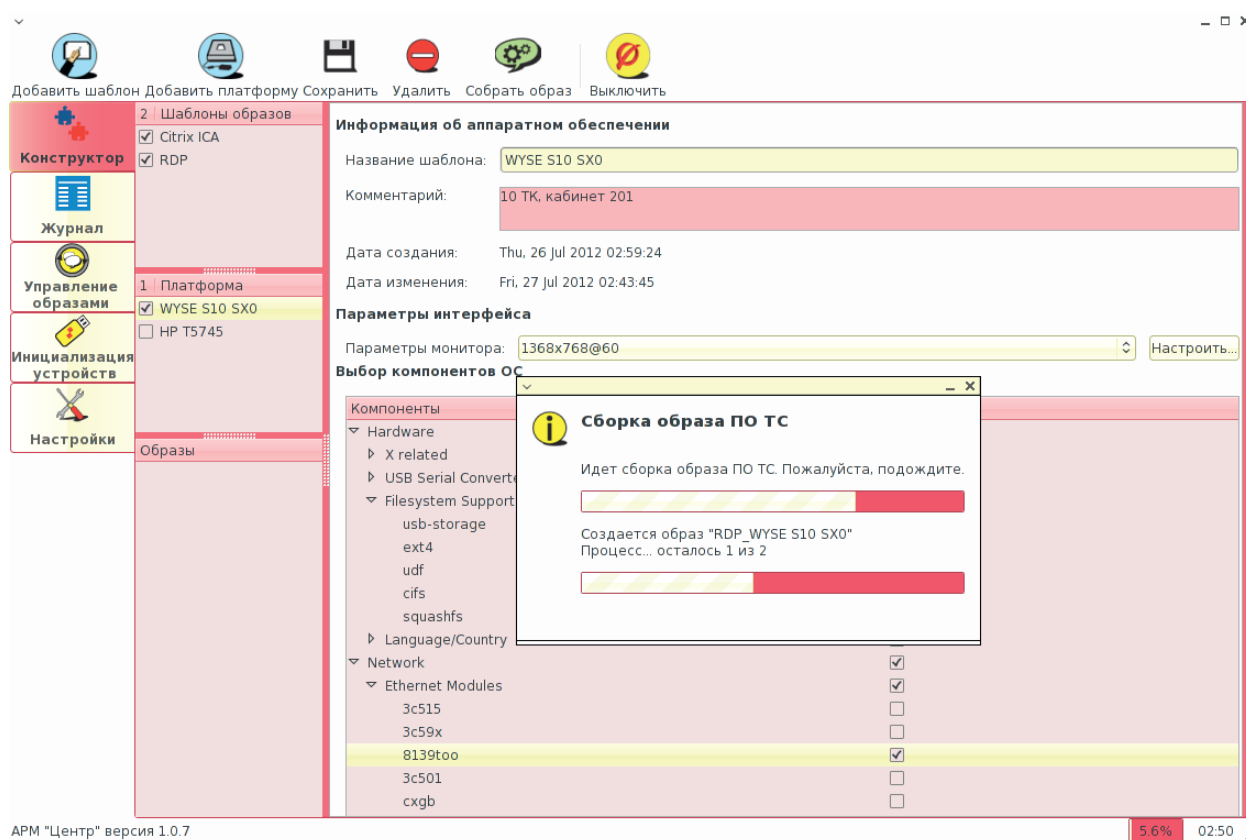 Добавить шаблон Добавить платформу Сохранить Удалить Собрать образ Выключить
Конструктор
Журнал
Управление
образами
Инициализация
устройств
Настройки
2 Шаблоны образов
Citrix ICA
RDP
1 Платформа
WYSE S10 SX0
HP T5745
Образы
Информация об аппаратном обеспечении
Название шаблона: WYSE S10 SX0
Комментарий: 10 ТК, кабинет 201
Дата создания: Thu, 26 Jul 2012 02:59:24
Дата изменения: Fri, 27 Jul 2012 02:43:45
Параметры интерфейса
Параметры монитора: 1368x768@60 Настроить...
Выбор компонентов ОС
Компоненты
Hardware
X related
USB Serial Converte
Filesystem Support
usb-storage
ext4
udf
cifs
squashfs
Language/Country
Network
Ethernet Modules
3c515
3c59x
8139too
3c501
cxgb
Сборка образа ПО ТС
Идет сборка образа ПО ТС. Пожалуйста, подождите.
Создается образ "RDP_WYSE S10 SX0"
Процесс... осталось 1 из 2
АРМ "Центр" версия 1.0.7
5.6% 02:50